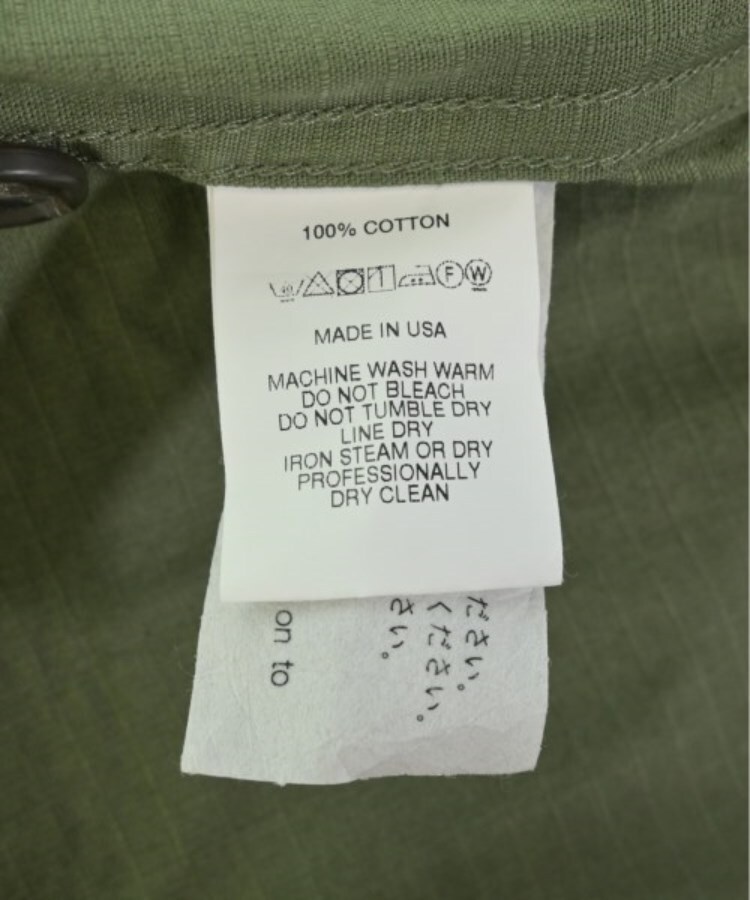 100% COTTON
40 F W
MADE IN USA
MACHINE WASH WARM
DO NOT BLEACH
DO NOT TUMBLE DRY
LINE DRY
IRON STEAM OR DRY
PROFESSIONALLY
DRY CLEAN
ださい。
ください。
さい。
on to